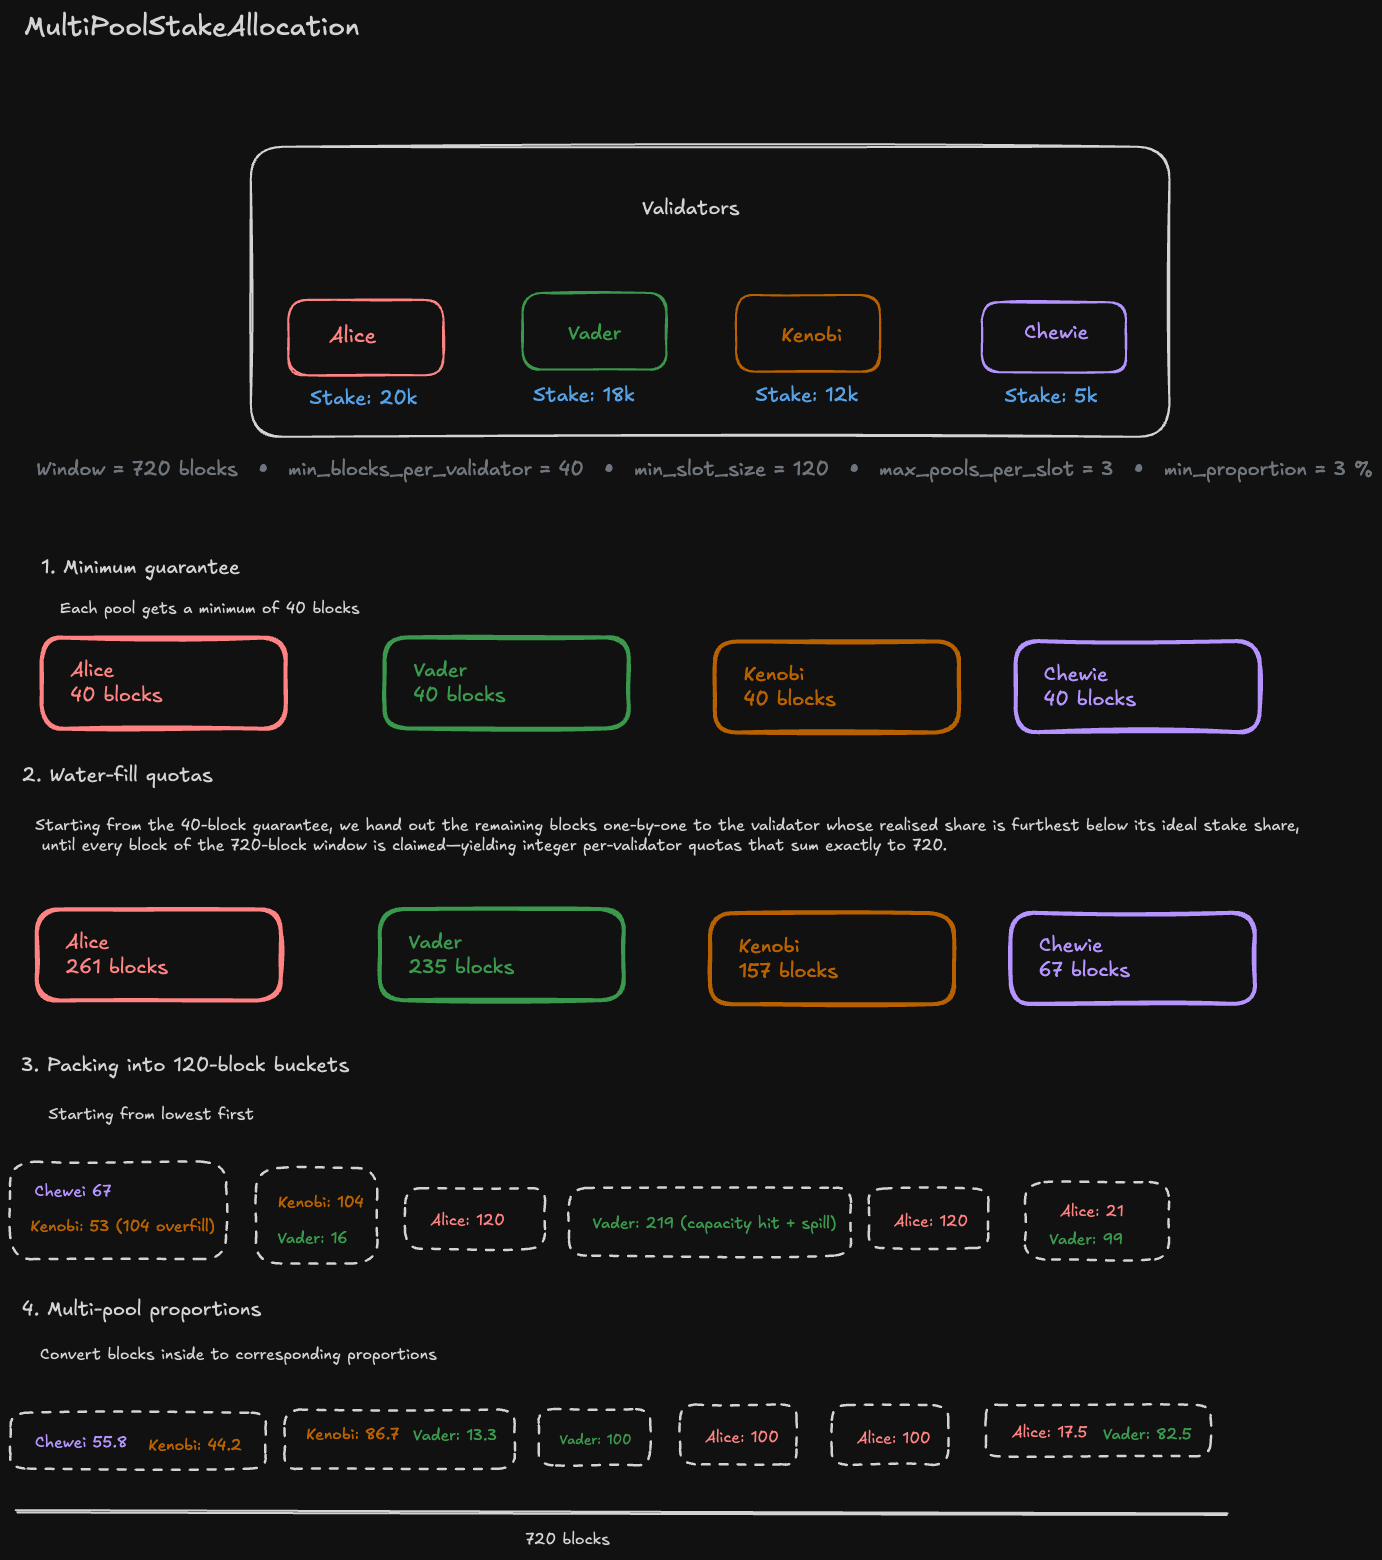 MultiPoolStakeAllocation
Validators
Alice
Vader
Kenobi
Chewie
Stake: 20k
Stake: 18k
Stake: 12k
Stake: 5k
Window = 720 blocks • min_blocks_per_validator = 40 • min_slot_size = 120 • max_pools_per_slot = 3 • min_proportion = 3 %
1. Minimum guarantee
Each pool gets a minimum of 40 blocks
Alice
40 blocks
Vader
40 blocks
Kenobi
40 blocks
Chewie
40 blocks
2. Water-fill quotas
Starting from the 40-block guarantee, we hand out the remaining blocks one-by-one to the validator whose realised share is furthest below its ideal stake share,
until every block of the 720-block window is claimed—yielding integer per-validator quotas that sum exactly to 720.
Alice
261 blocks
Vader
235 blocks
Kenobi
157 blocks
Chewie
67 blocks
3. Packing into 120-block buckets
Starting from lowest first
Chewei 67
Kenobi: 53 (104 overfill)
Kenobi: 104
Vader: 16
Alice: 120
Vader: 219 (capacity hit + spill)
Alice: 120
Alice: 21
Vader: 99
4. Multi-pool proportions
Convert blocks inside to corresponding proportions
Chewei 55.8
Kenobi: 44.2
Kenobi: 86.7
Vader: 13.3
Vader: 100
Alice: 100
Alice: 100
Alice: 17.5
Vader: 82.5
720 blocks